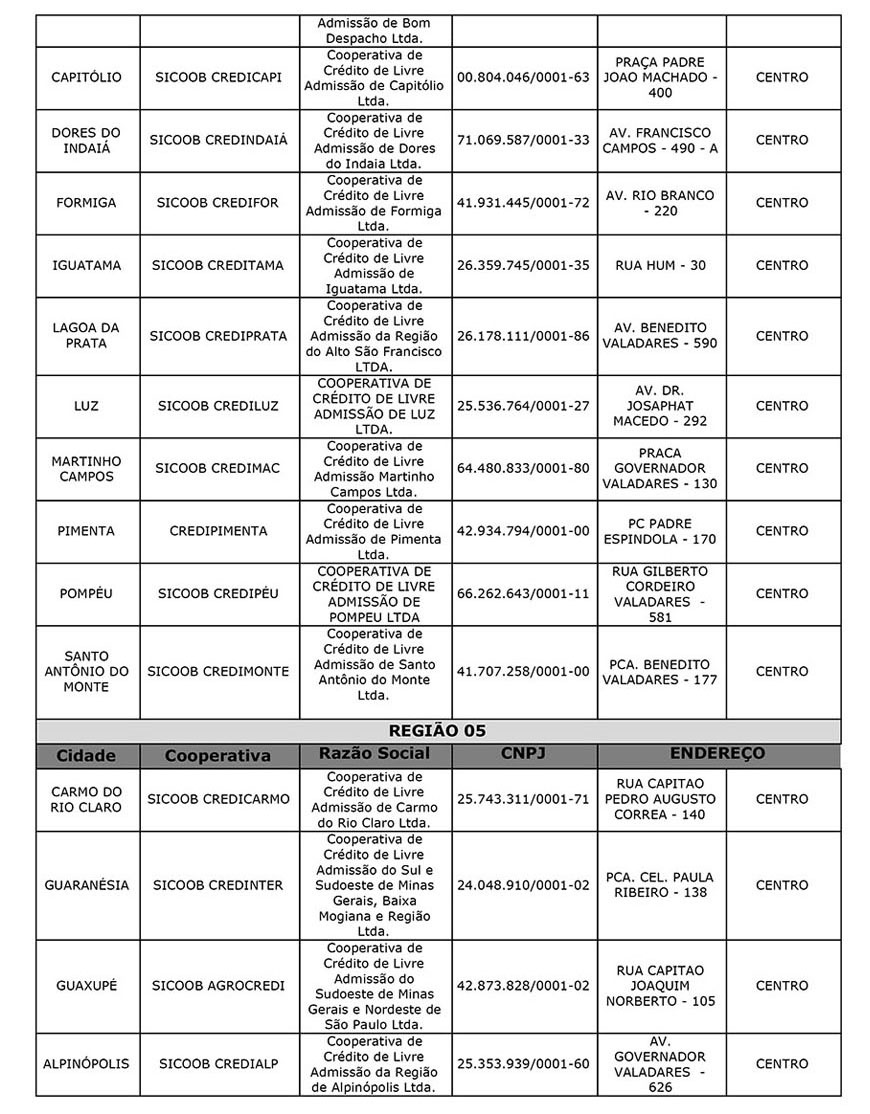 Admissão de Bom
Despacho Ltda.
CAPITÓLIO
SICOOB CREDICAPI
Cooperativa de
Crédito de Livre
Admissão de Capitólio
Ltda.
00.804.046/0001-63
PRAÇA PADRE
JOAO MACHADO -
400
CENTRO
DORES DO
INDAIÁ
SICOOB CREDINDAIÁ
Cooperativa de
Crédito de Livre
Admissão de Dores
do Indaia Ltda.
71.069.587/0001-33
AV. FRANCISCO
CAMPOS - 490 - A
CENTRO
FORMIGA
SICOOB CREDIFOR
Cooperativa de
Crédito de Livre
Admissão de Formiga
Ltda.
41.931.445/0001-72
AV. RIO BRANCO
- 220
CENTRO
IGUATAMA
SICOOB CREDITAMA
Cooperativa de
Crédito de Livre
Admissão de
Iguatama Ltda.
26.359.745/0001-35
RUA HUM - 30
CENTRO
LAGOA DA
PRATA
SICOOB CREDIPRATA
Cooperativa de
Crédito de Livre
Admissão da Região
do Alto São Francisco
LTDA.
26.178.111/0001-86
AV. BENEDITO
VALADARES - 590
CENTRO
LUZ
SICOOB CREDILUZ
COOPERATIVA DE
CRÉDITO DE LIVRE
ADMISSÃO DE LUZ
LTDA.
25.536.764/0001-27
AV. DR.
JOSAPHAT
MACEDO - 292
CENTRO
MARTINHO
CAMPOS
SICOOB CREDIMAC
Cooperativa de
Crédito de Livre
Admissão Martinho
Campos Ltda.
64.480.833/0001-80
PRACA
GOVERNADOR
VALADARES - 130
CENTRO
PIMENTA
CREDIPIMENTA
Cooperativa de
Crédito de Livre
Admissão de Pimenta
Ltda.
42.934.794/0001-00
PC PADRE
ESPINDOLA - 170
CENTRO
POMPÉU
SICOOB CREDIPÉU
COOPERATIVA DE
CRÉDITO DE LIVRE
ADMISSÃO DE
POMPEU LTDA
66.262.643/0001-11
RUA GILBERTO
CORDEIRO
VALADARES -
581
CENTRO
SANTO
ANTÔNIO DO
MONTE
SICOOB CREDIMONTE
Cooperativa de
Crédito de Livre
Admissão de Santo
Antônio do Monte
Ltda.
41.707.258/0001-00
PCA. BENEDITO
VALADARES - 177
CENTRO
REGIÃO 05
Cidade
Cooperativa
Razão Social
CNPJ
ENDEREÇO
CARMO DO
RIO CLARO
SICOOB CREDICARMO
Cooperativa de
Crédito de Livre
Admissão de Carmo
do Rio Claro Ltda.
25.743.311/0001-71
RUA CAPITAO
PEDRO AUGUSTO
CORREA - 140
CENTRO
GUARANÉSIA
SICOOB CREDINTER
Cooperativa de
Crédito de Livre
Admissão do Sul e
Sudoeste de Minas
Gerais, Baixa
Mogiana e Região
Ltda.
24.048.910/0001-02
PCA. CEL. PAULA
RIBEIRO - 138
CENTRO
GUAXUPÉ
SICOOB AGROCREDI
Cooperativa de
Crédito de Livre
Admissão do
Sudoeste de Minas
Gerais e Nordeste de
São Paulo Ltda.
42.873.828/0001-02
RUA CAPITAO
JOAQUIM
NORBERTO - 105
CENTRO
ALPINÓPOLIS
SICOOB CREDIALP
Cooperativa de
Crédito de Livre
Admissão da Região
de Alpinópolis Ltda.
25.353.939/0001-60
AV.
GOVERNADOR
VALADARES -
626
CENTRO